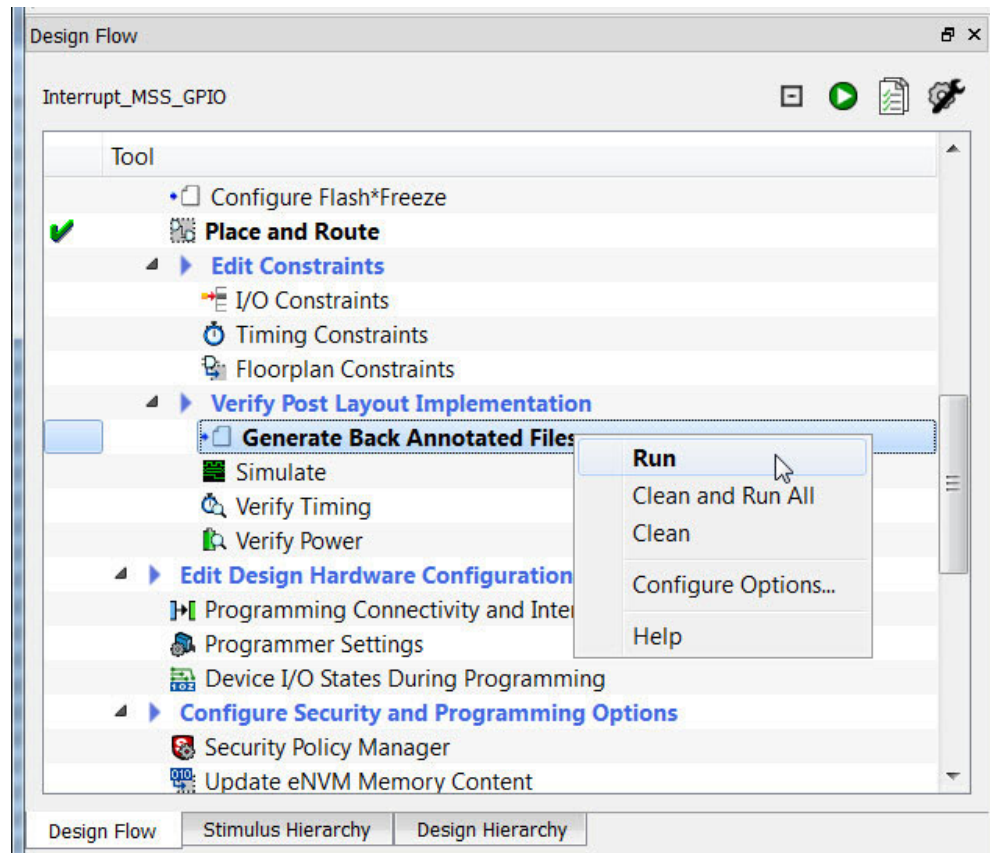 Design Flow
Interrupt_MSS_GPIO
Tool
Configure Flash*Freeze
Place and Route
Edit Constraints
I/O Constraints
Timing Constraints
Floorplan Constraints
Verify Post Layout Implementation
Generate Back Annotated Files
Run
Simulate
Clean and Run All
Verify Timing
Clean
Verify Power
Edit Design Hardware Configuration
Configure Options...
Programming Connectivity and Inter
Help
Programmer Settings
Device I/O States During Programming
Configure Security and Programming Options
Security Policy Manager
Update eNVM Memory Content
Design Flow Stimulus Hierarchy Design Hierarchy